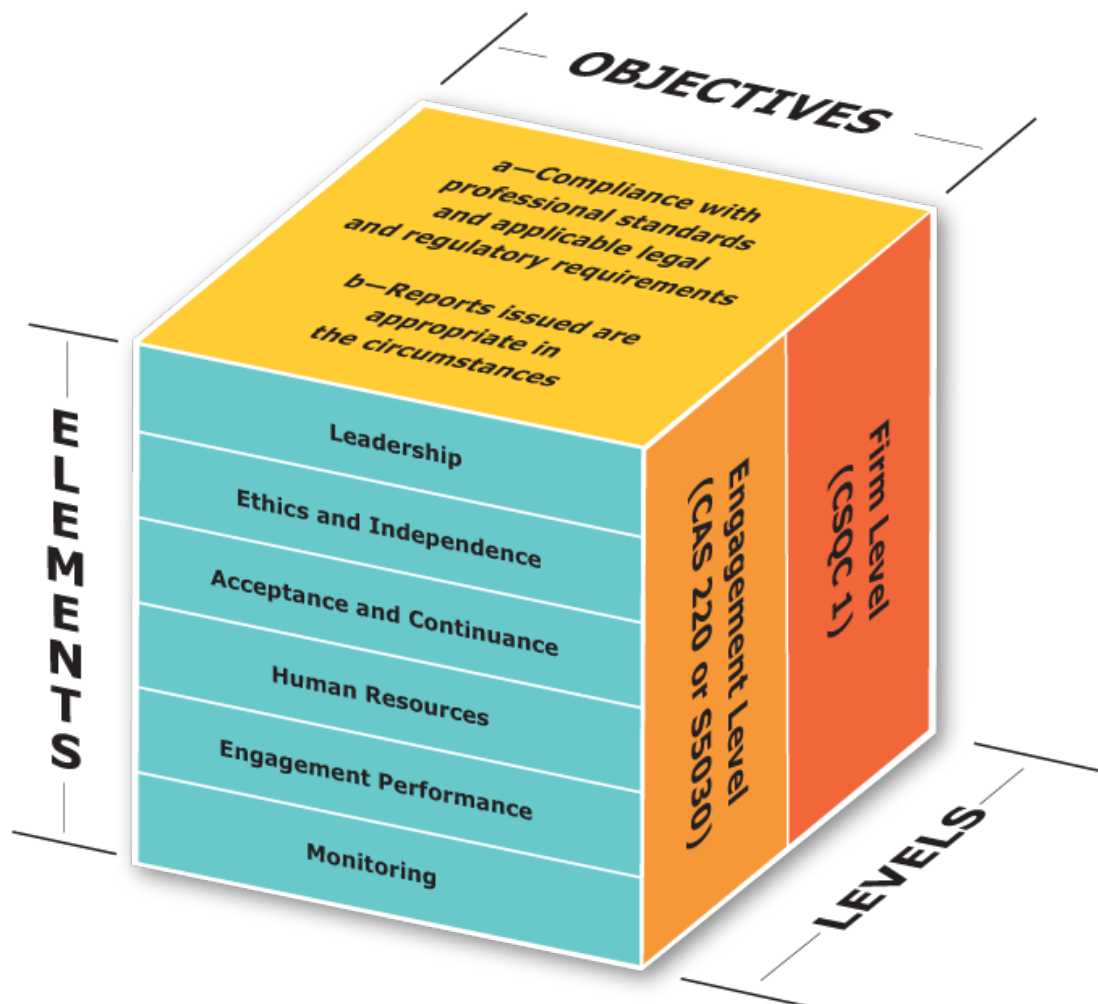 OBJECTIVES
a—Compliance with
professional standards
and applicable legal
and regulatory requirements
b—Reports issued are
appropriate in
the circumstances
ELEMENTS
Leadership
Ethics and Independence
Acceptance and Continuance
Human Resources
Engagement Performance
Monitoring
Engagement Level
(CAS 220 or S5030)
Firm Level
(CSQC 1)
LEVELS